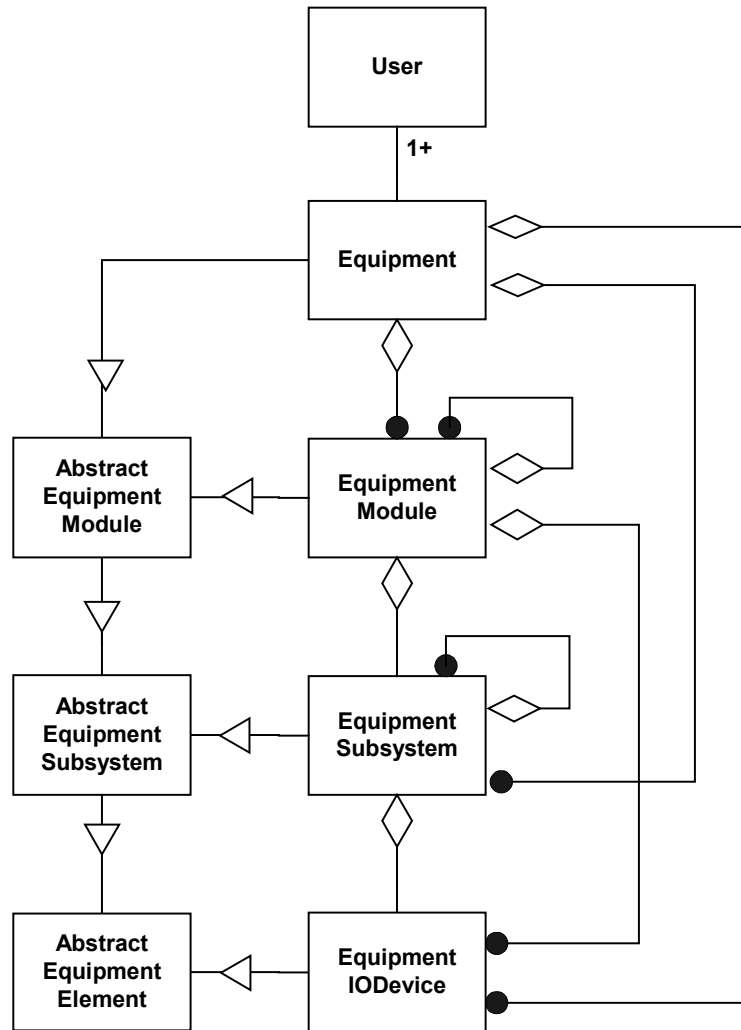 User
1+
Equipment
Abstract
Equipment
Module
Equipment
Module
Abstract
Equipment
Subsystem
Equipment
Subsystem
Abstract
Equipment
Element
Equipment
IODevice